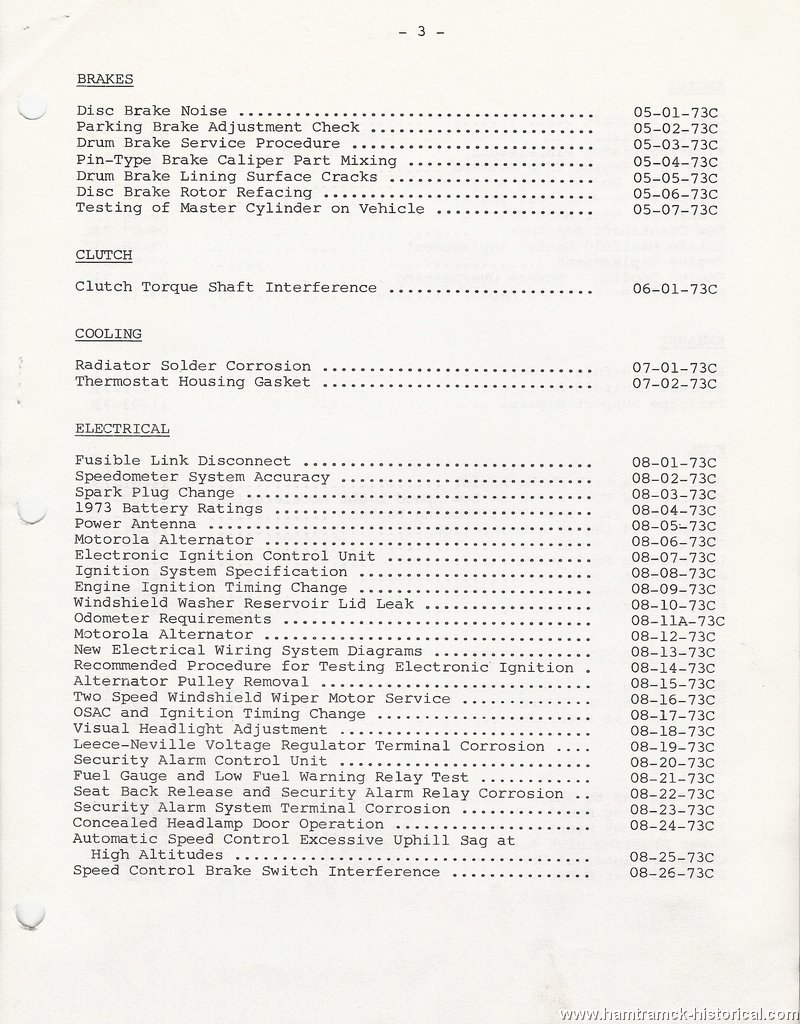 - 3 -
BRAKES
Disc Brake Noise ...................................... 05-01-73C
Parking Brake Adjustment Check ........................ 05-02-73C
Drum Brake Service Procedure .......................... 05-03-73C
Pin-Type Brake Caliper Part Mixing .................... 05-04-73C
Drum Brake Lining Surface Cracks ...................... 05-05-73C
Disc Brake Rotor Refacing ............................. 05-06-73C
Testing of Master Cylinder on Vehicle ................. 05-07-73C
CLUTCH
Clutch Torque Shaft Interference ...................... 06-01-73C
COOLING
Radiator Solder Corrosion ............................. 07-01-73C
Thermostat Housing Gasket ............................. 07-02-73C
ELECTRICAL
Fusible Link Disconnect ............................... 08-01-73C
Speedometer System Accuracy ........................... 08-02-73C
Spark Plug Change ..................................... 08-03-73C
1973 Battery Ratings .................................. 08-04-73C
Power Antenna ......................................... 08-05-73C
Motorola Alternator ................................... 08-06-73C
Electronic Ignition Control Unit ...................... 08-07-73C
Ignition System Specification ......................... 08-08-73C
Engine Ignition Timing Change ......................... 08-09-73C
Windshield Washer Reservoir Lid Leak .................. 08-10-73C
Odometer Requirements ................................. 08-11A-73C
Motorola Alternator ................................... 08-12-73C
New Electrical Wiring System Diagrams ................. 08-13-73C
Recommended Procedure for Testing Electronic Ignition . 08-14-73C
Alternator Pulley Removal ............................. 08-15-73C
Two Speed Windshield Wiper Motor Service .............. 08-16-73C
OSAC and Ignition Timing Change ....................... 08-17-73C
Visual Headlight Adjustment ........................... 08-18-73C
Leece-Neville Voltage Regulator Terminal Corrosion .... 08-19-73C
Security Alarm Control Unit ........................... 08-20-73C
Fuel Gauge and Low Fuel Warning Relay Test ............ 08-21-73C
Seat Back Release and Security Alarm Relay Corrosion .. 08-22-73C
Security Alarm System Terminal Corrosion .............. 08-23-73C
Concealed Headlamp Door Operation ..................... 08-24-73C
Automatic Speed Control Excessive Uphill Sag at
High Altitudes ...................................... 08-25-73C
Speed Control Brake Switch Interference ............... 08-26-73C
www.hamtramck-historical.com